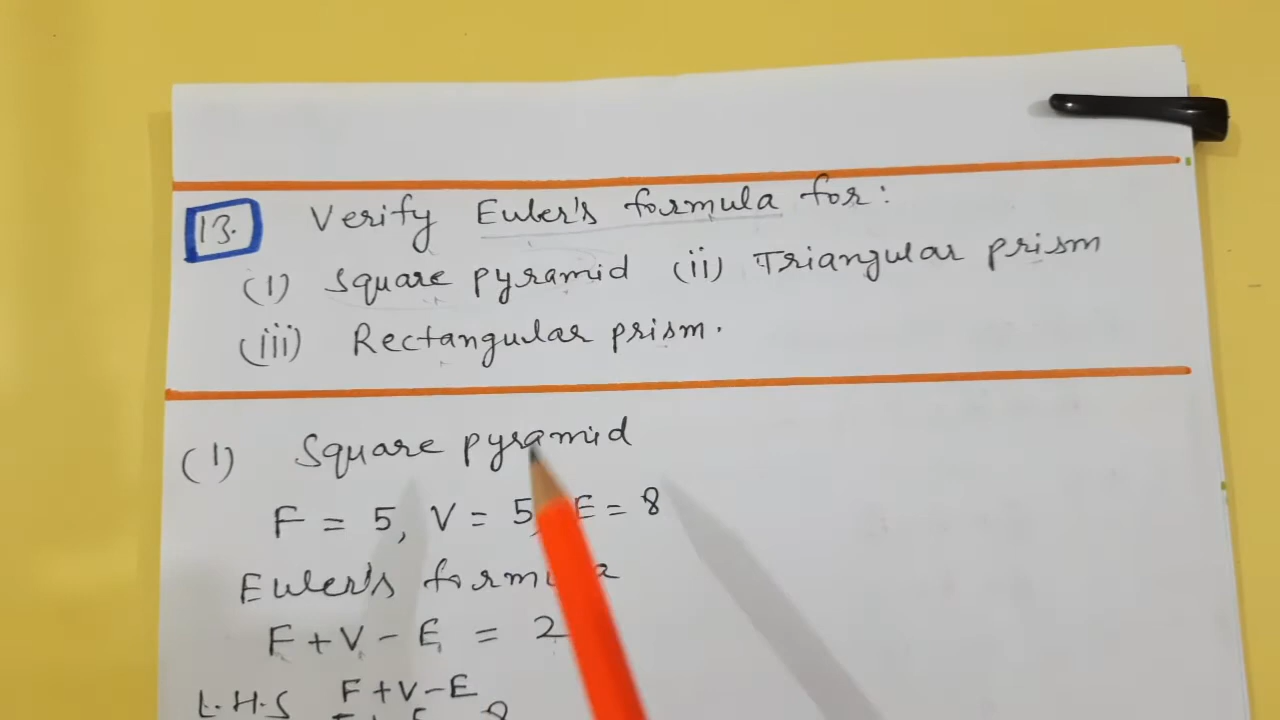 13. Verify Euler's formula for:
(i) Square pyramid (ii) Triangular prism
(iii) Rectangular prism.
(i) Square pyramid
F = 5, V = 5, E = 8
Euler's formula
F + V - E = 2
L.H.S F + V - E